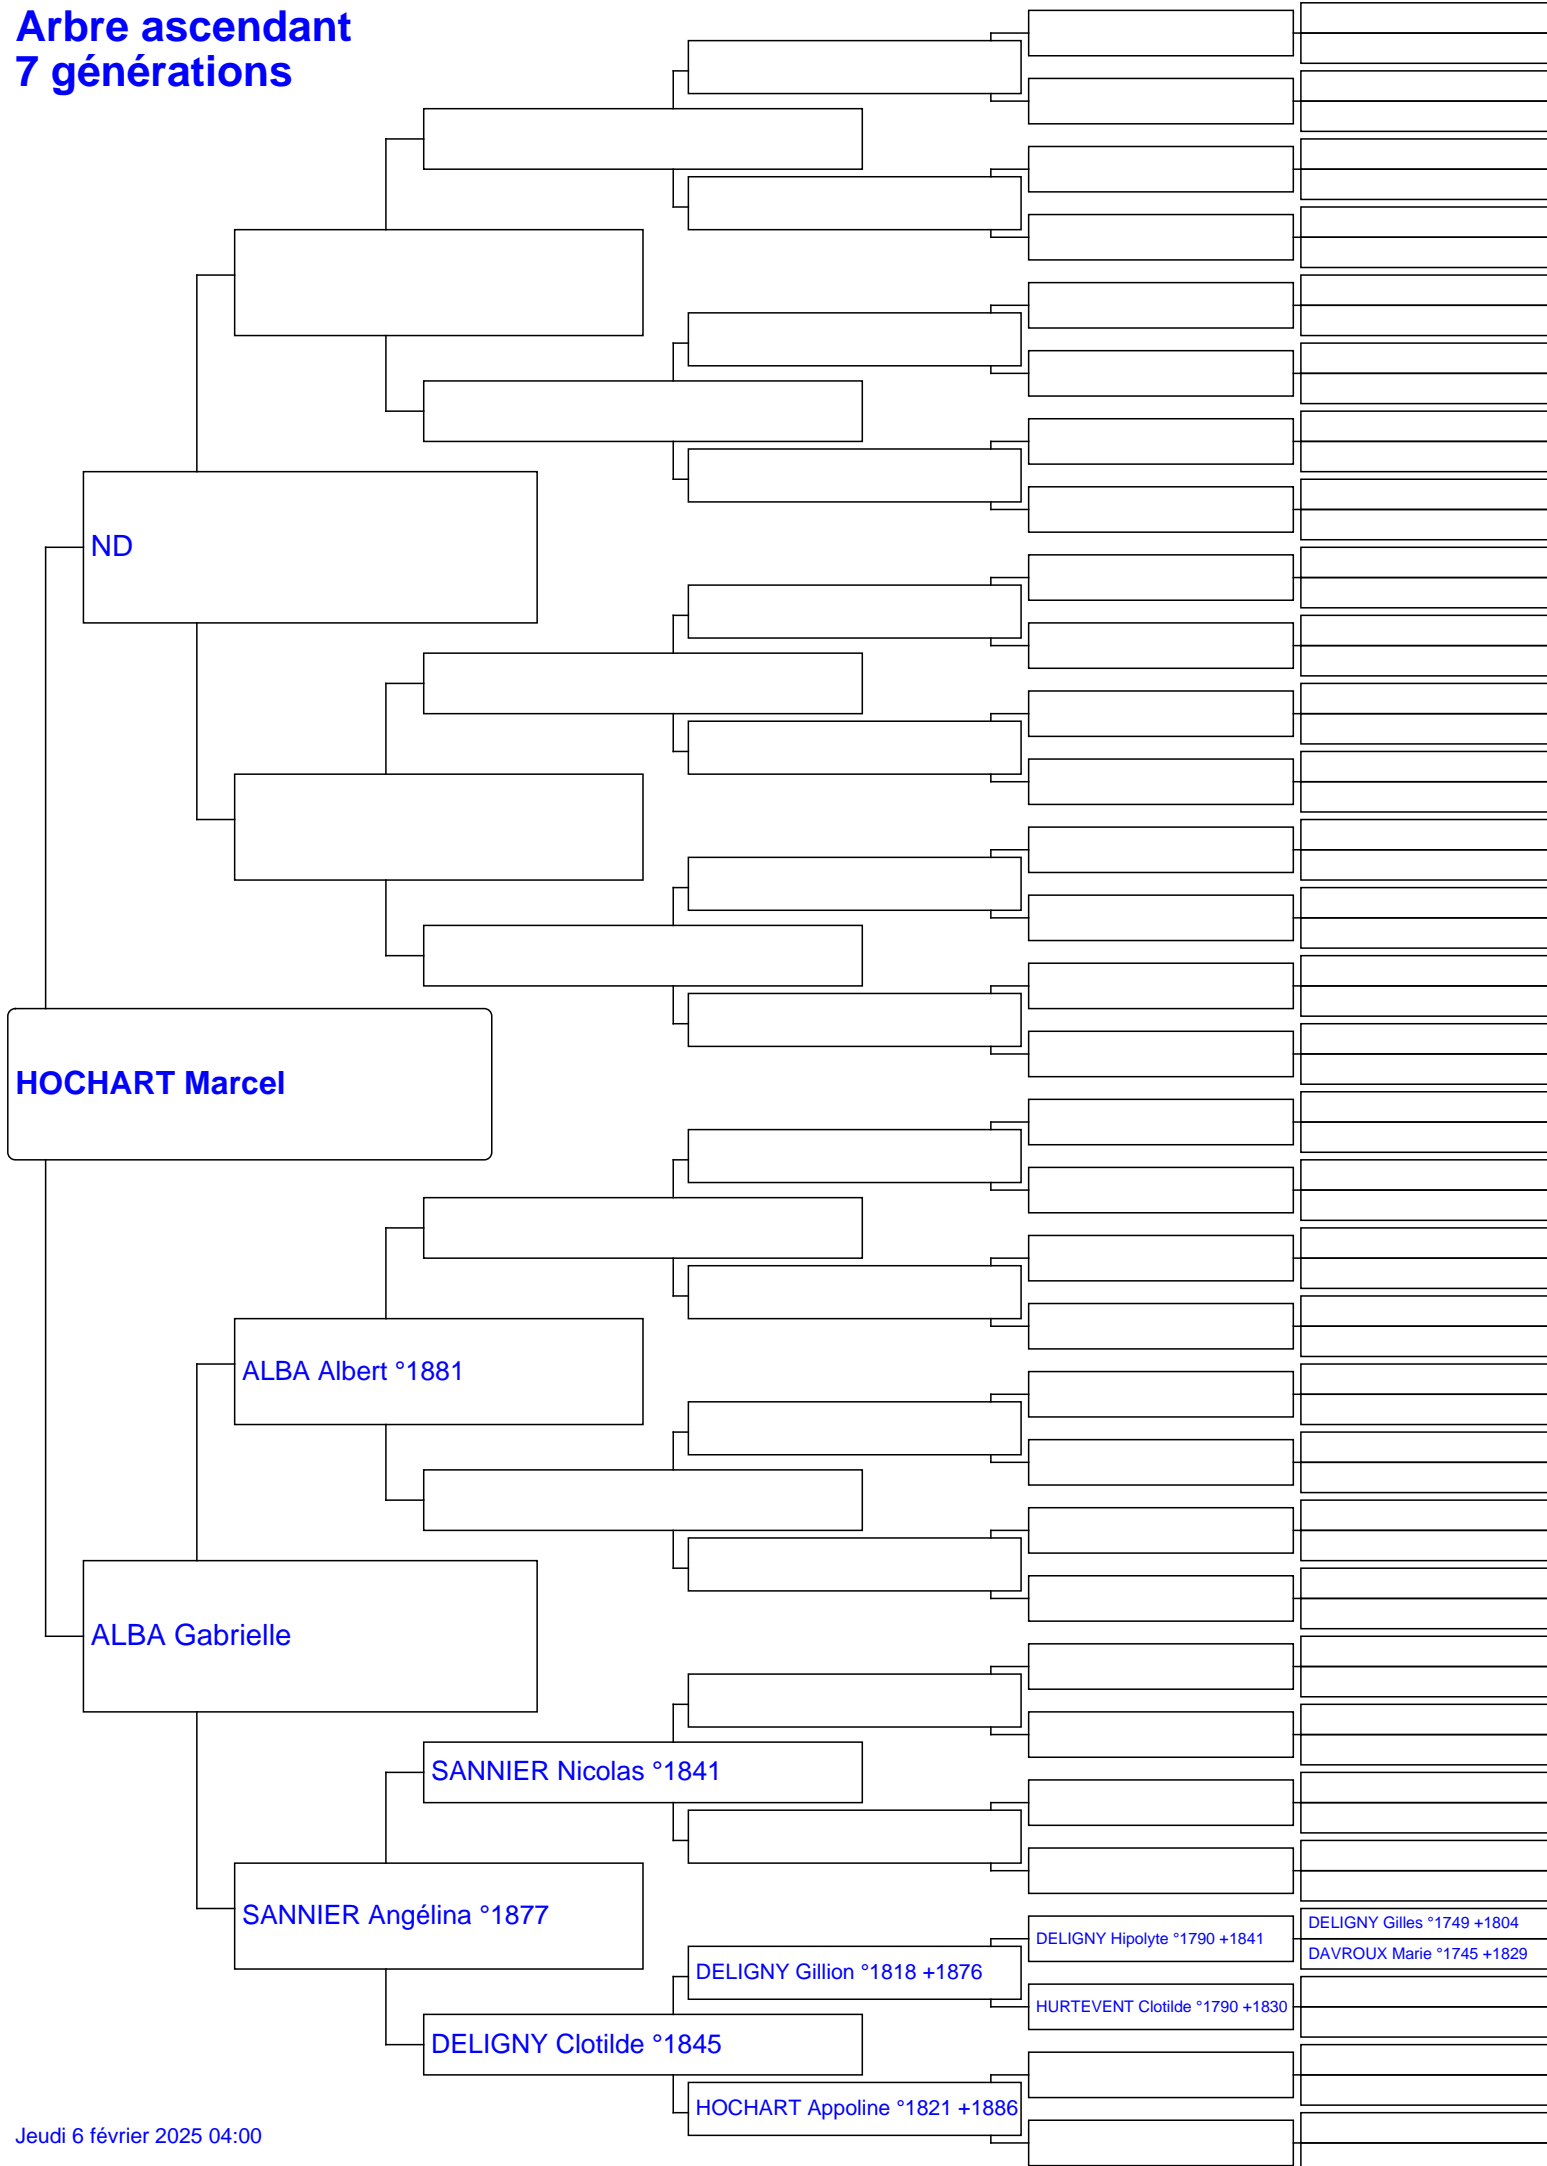 Arbre ascendant
7 générations
ND
HOCHART Marcel
ALBA Albert °1881
ALBA Gabrielle
SANNIER Nicolas °1841
SANNIER Angélina °1877
DELIGNY Gilles °1749 +1804
DELIGNY Hipolyte °1790 +1841
DAVROUX Marie °1745 +1829
DELIGNY Gillion °1818 +1876
HURTEVENT Clotilde °1790 +1830
DELIGNY Clotilde °1845
HOCHART Appoline °1821 +1886
Jeudi 6 février 2025 04:00